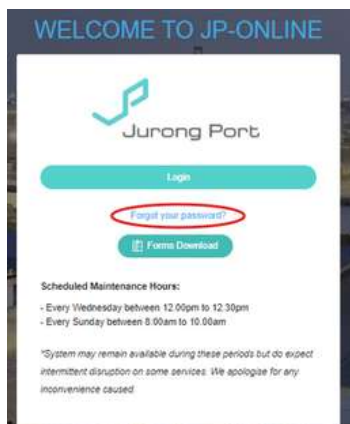 WELCOME TO JP-ONLINE
Jurong Port
Login
Forgot your password?
Forms Download
Scheduled Maintenance Hours:
- Every Wednesday between 12.00pm to 12.30pm
- Every Sunday between 8.00am to 10.00am
*System may remain available during these periods but do expect
intermittent disruption on some services. We apologise for any
inconvenience caused.